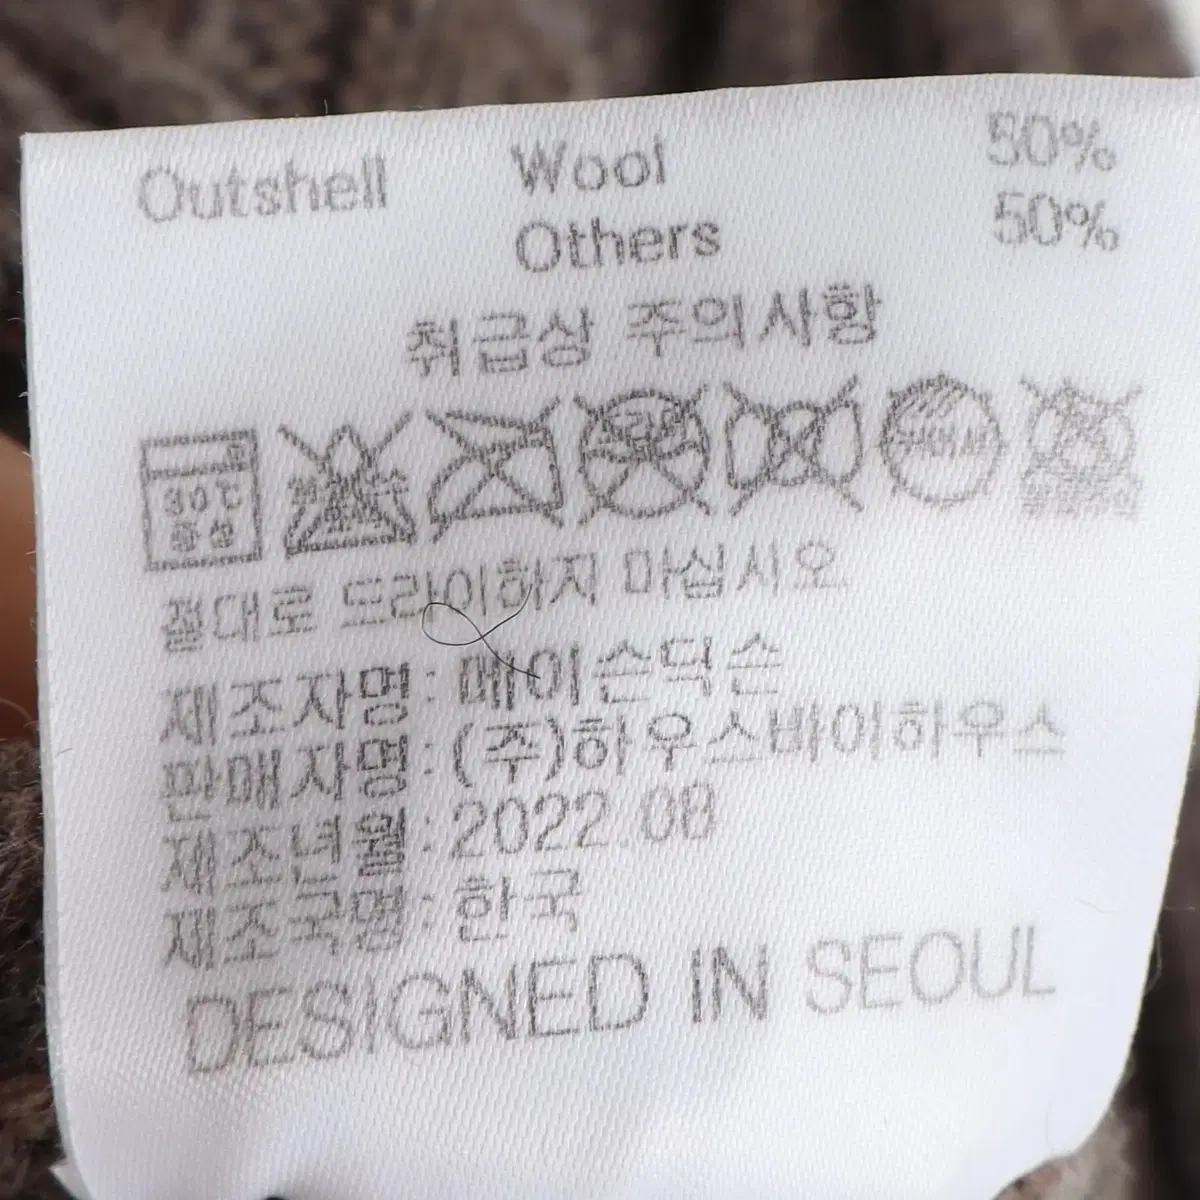 Outshell Wool 50%
Others 50%
취급상 주의사항
30℃
중성
절대로 드라이하지 마십시오
제조자명 : 메이슨딕슨
판매자명 : (주)하우스바이하우스
제조년월 : 2022.08
제조국명 : 한국
DESIGNED IN SEOUL